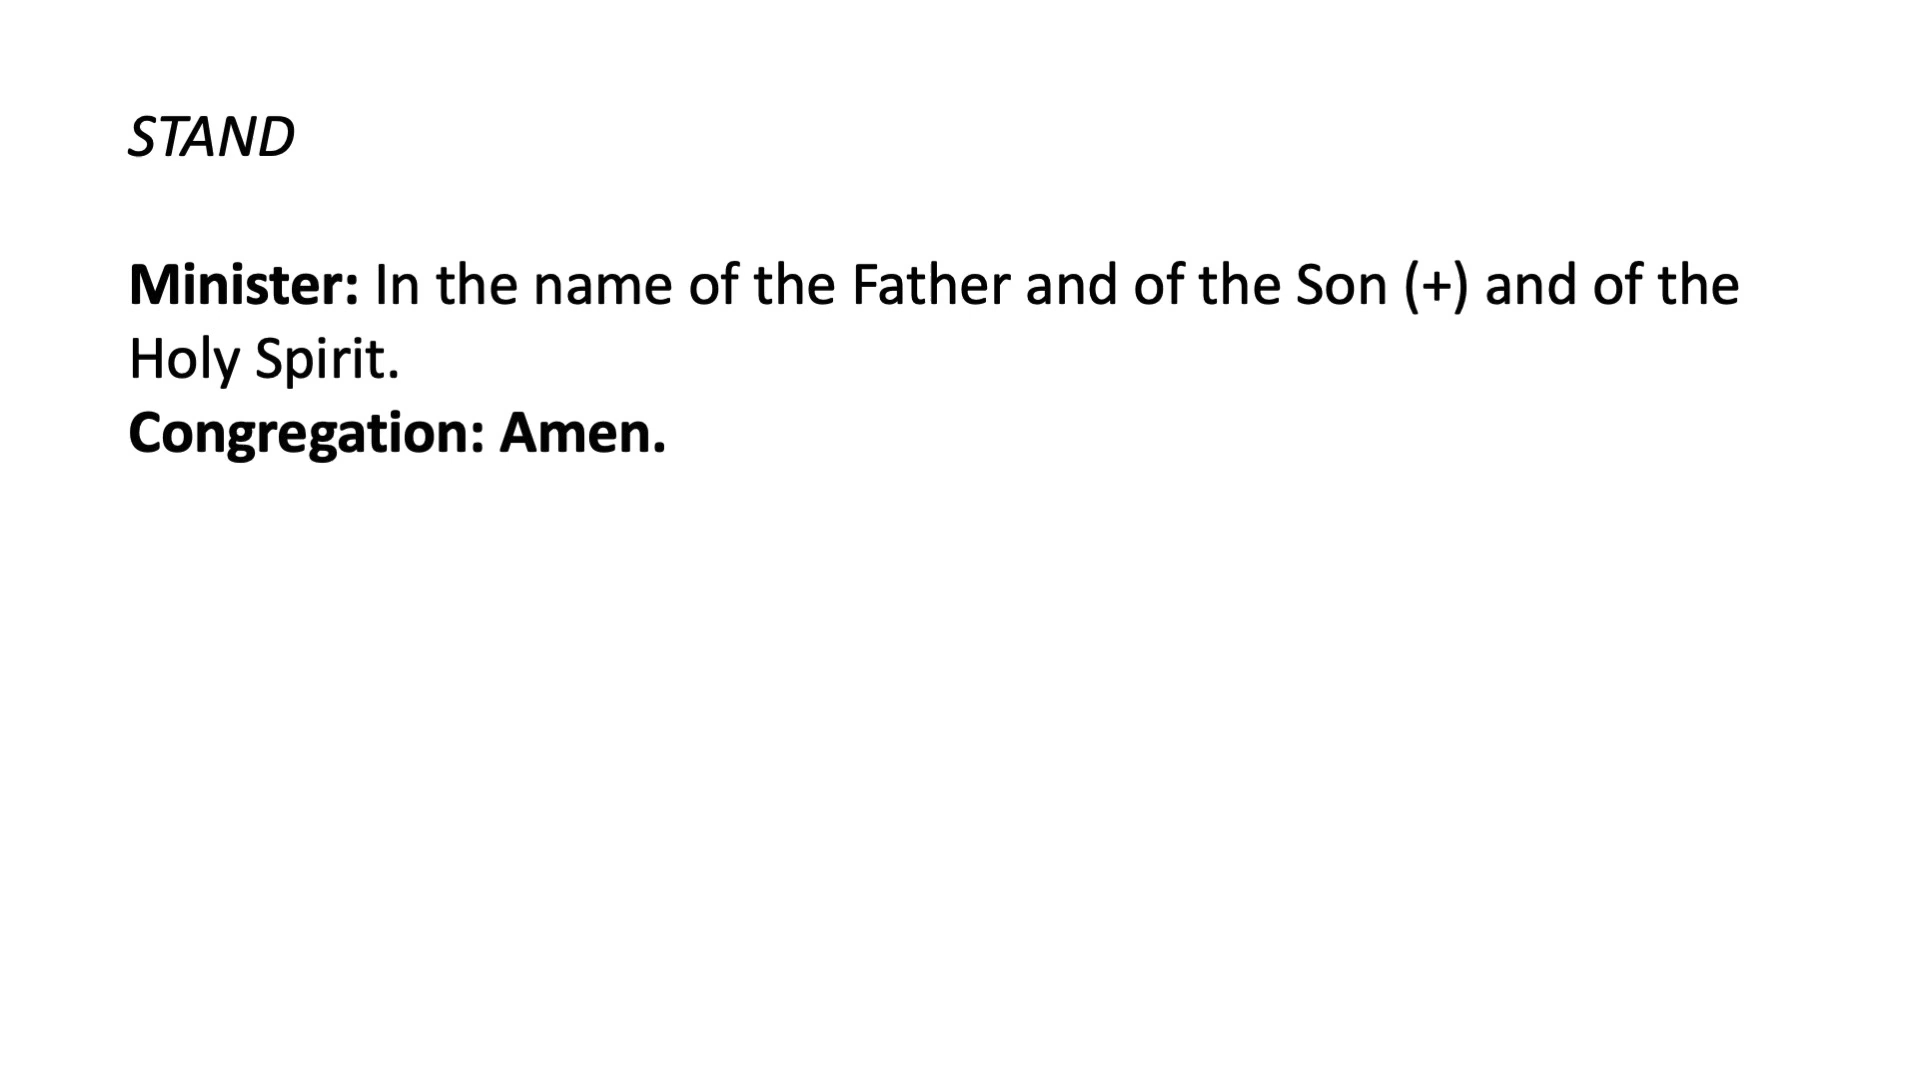 STAND
Minister: In the name of the Father and of the Son (+) and of the
Holy Spirit.
Congregation: Amen.